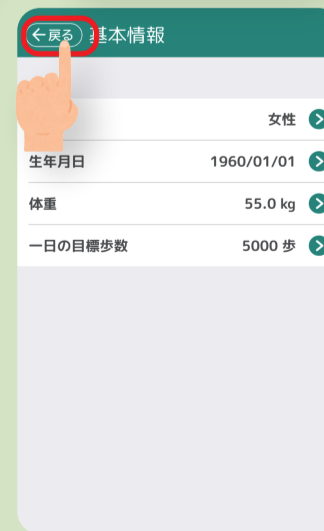 ←戻る 基本情報
女性
生年月日 1960/01/01
体重 55.0 kg
一日の目標歩数 5000 歩